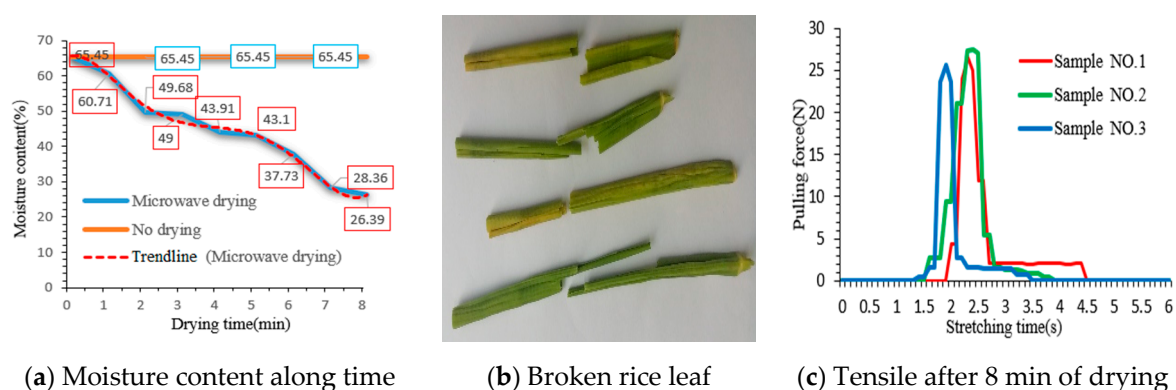 70
60
50
40
30
20
10
0
Moisture content(%)
65.45
65.45
65.45
65.45
60.71
49.68
49
43.91
43.1
37.73
28.36
26.39
Microwave drying
No drying
Trendline (Microwave drying)
0 1 2 3 4 5 6 7 8
Drying time(min)
(a) Moisture content along time
(b) Broken rice leaf
30
25
20
15
10
5
0
Pulling force(N)
Sample NO.1
Sample NO.2
Sample NO.3
0 0.5 1 1.5 2 2.5 3 3.5 4 4.5 5 5.5 6
Stretching time(s)
(c) Tensile after 8 min of drying